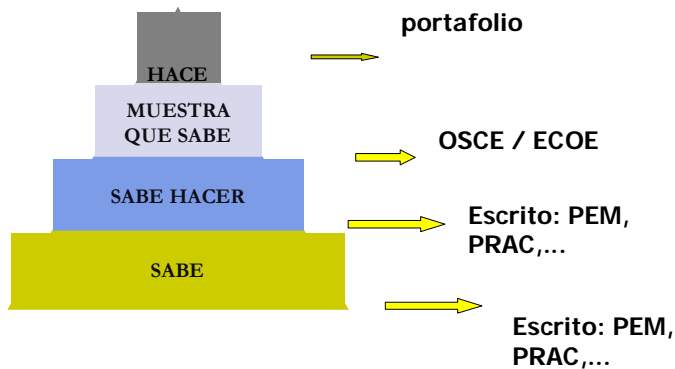 portafolio
HACE
MUESTRA
QUE SABE
OSCE / ECOE
SABE HACER
Escrito: PEM,
PRAC,...
SABE
Escrito: PEM,
PRAC,...